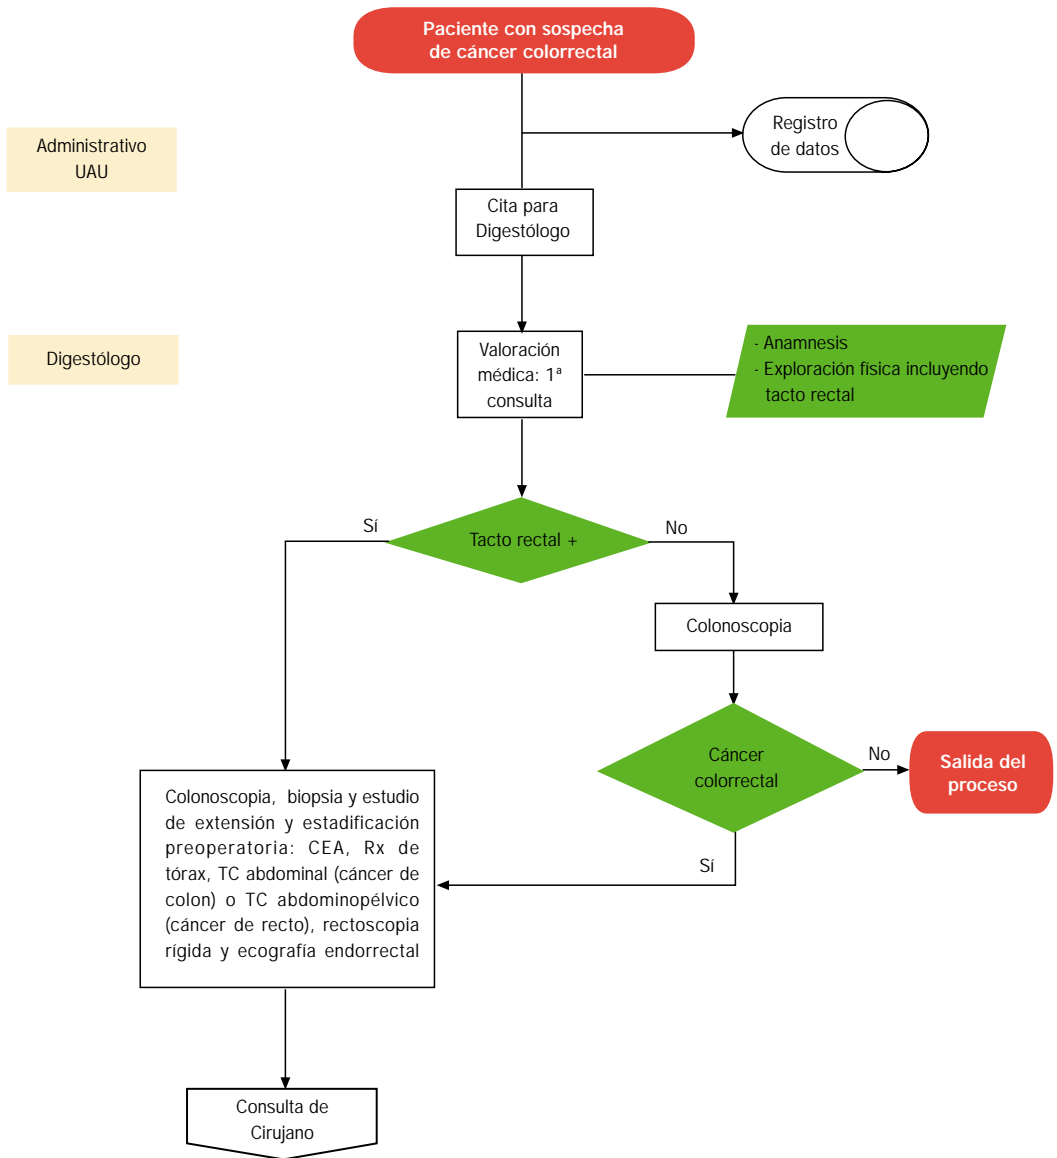 Paciente con sospecha
de cáncer colorrectal
Registro
de datos
Administrativo
UAU
Cita para
Digestólogo
Digestólogo
Valoración
médica: 1ª
consulta
- Anamnesis
- Exploración física incluyendo
tacto rectal
Sí
Tacto rectal +
No
Colonoscopia
Cáncer
colorrectal
No
Salida del
proceso
Sí
Colonoscopia, biopsia y estudio
de extensión y estadificación
preoperatoria: CEA, Rx de
tórax, TC abdominal (cáncer de
colon) o TC abdominopélvico
(cáncer de recto), rectoscopia
rígida y ecografía endorrectal
Consulta de
Cirujano